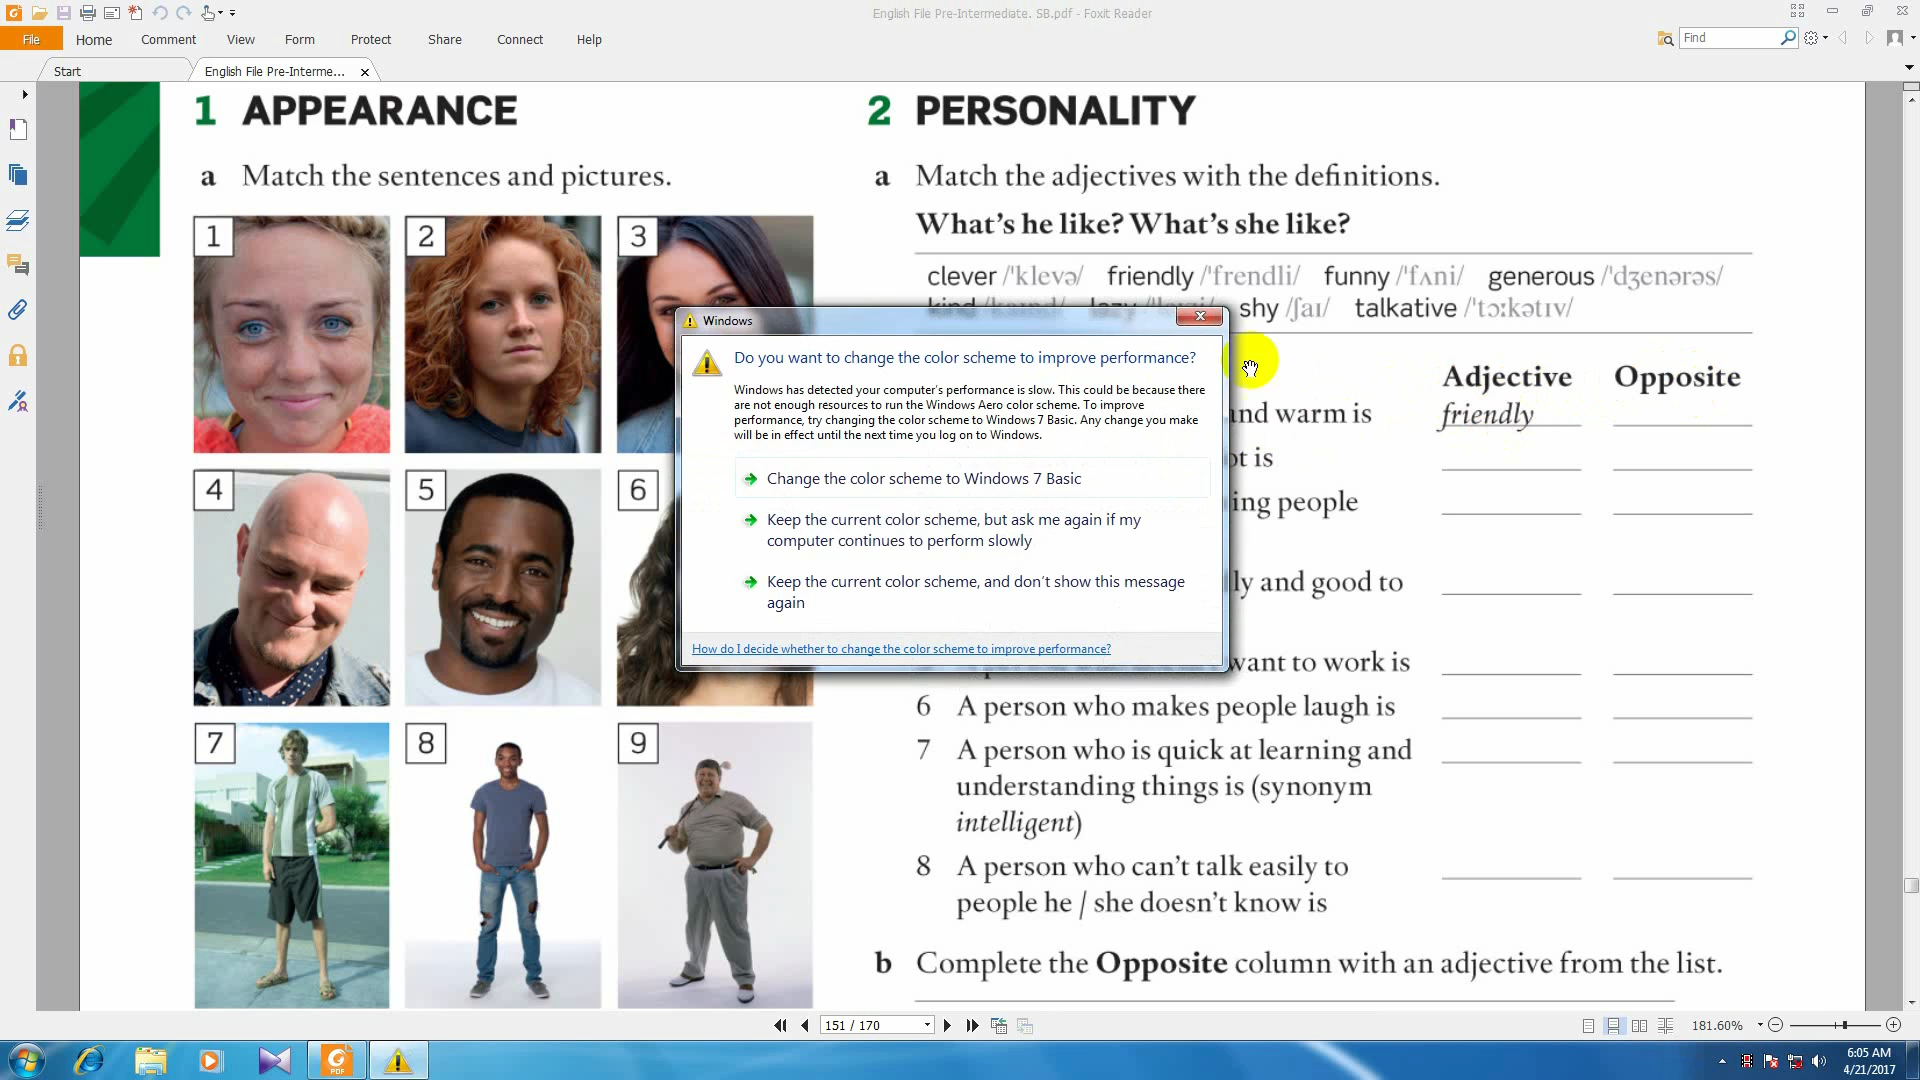 English File Pre-Intermediate. SB.pdf - Foxit Reader
File Home Comment View Form Protect Share Connect Help
Find
Start
English File Pre-Interme...
1 APPEARANCE
a Match the sentences and pictures.
1
2
3
4
5
6
7
8
9
2 PERSONALITY
a Match the adjectives with the definitions.
What's he like? What's she like?
clever /ˈklevə/ friendly /ˈfrendli/ funny /ˈfʌni/ generous /ˈdʒenərəs/
kind /kaɪnd/ lazy shy /ʃaɪ/ talkative /ˈtɔːkətɪv/
Adjective Opposite
and warm is friendly
is
ing people
ly and good to
want to work is
6 A person who makes people laugh is
7 A person who is quick at learning and
understanding things is (synonym
intelligent)
8 A person who can't talk easily to
people he / she doesn't know is
b Complete the Opposite column with an adjective from the list.
Windows
Do you want to change the color scheme to improve performance?
Windows has detected your computer's performance is slow. This could be because there
are not enough resources to run the Windows Aero color scheme. To improve
performance, try changing the color scheme to Windows 7 Basic. Any change you make
will be in effect until the next time you log on to Windows.
Change the color scheme to Windows 7 Basic
Keep the current color scheme, but ask me again if my
computer continues to perform slowly
Keep the current color scheme, and don't show this message
again
How do I decide whether to change the color scheme to improve performance?
151 / 170
181.60%
PDF
6:05 AM
4/21/2017